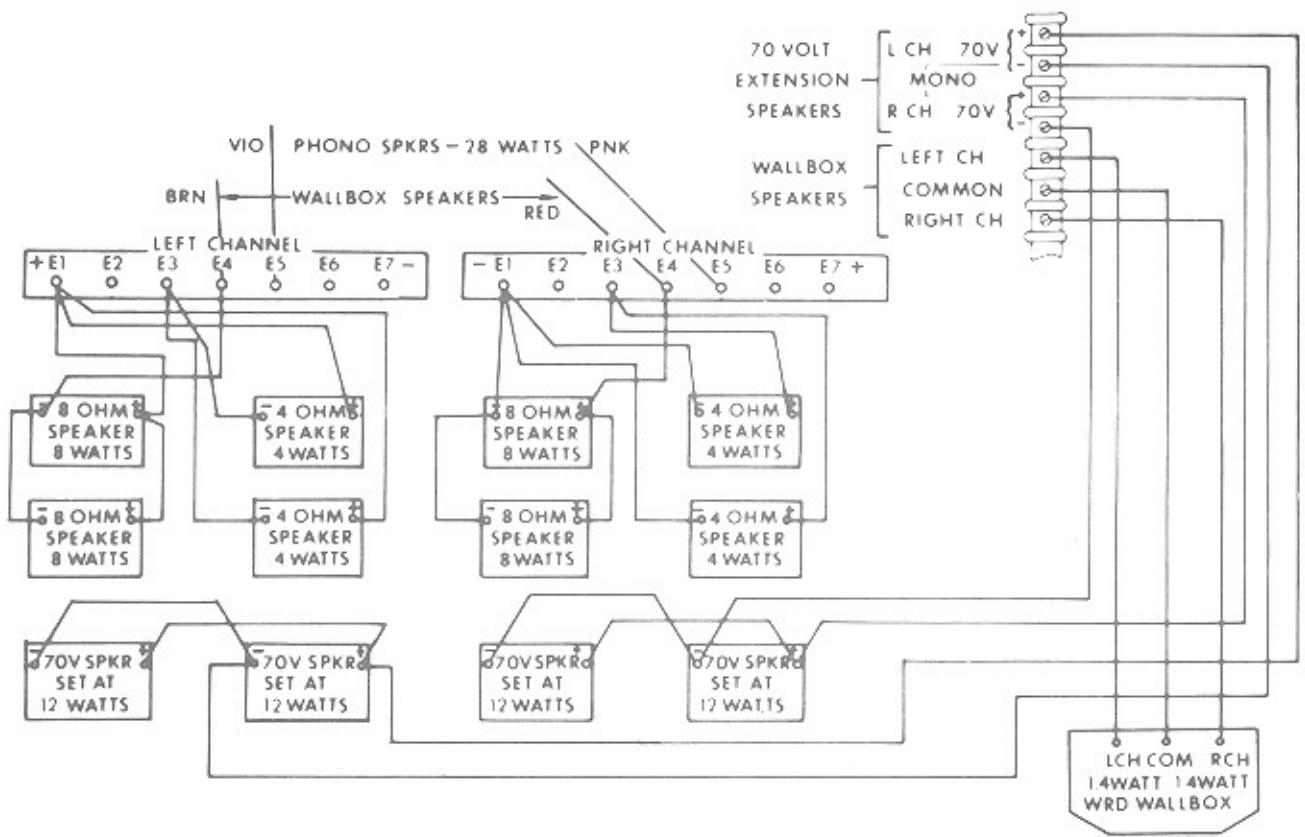 70 VOLT
EXTENSION
SPEAKERS
L CH 70V + -
MONO
R CH 70V + -
WALLBOX
SPEAKERS
LEFT CH
COMMON
RIGHT CH
VIO PHONO SPKRS – 28 WATTS PNK
BRN WALLBOX SPEAKERS RED
LEFT CHANNEL
+ E1 E2 E3 E4 E5 E6 E7 -
RIGHT CHANNEL
- E1 E2 E3 E4 E5 E6 E7 +
- 8 OHM +
SPEAKER
8 WATTS
- 4 OHM +
SPEAKER
4 WATTS
- 8 OHM +
SPEAKER
8 WATTS
- 4 OHM +
SPEAKER
4 WATTS
- 8 OHM +
SPEAKER
8 WATTS
- 4 OHM +
SPEAKER
4 WATTS
- 8 OHM +
SPEAKER
8 WATTS
- 4 OHM +
SPEAKER
4 WATTS
- 70V SPKR +
SET AT
12 WATTS
- 70V SPKR +
SET AT
12 WATTS
- 70V SPKR +
SET AT
12 WATTS
- 70V SPKR +
SET AT
12 WATTS
LCH COM RCH
1.4WATT 1.4WATT
WRD WALLBOX